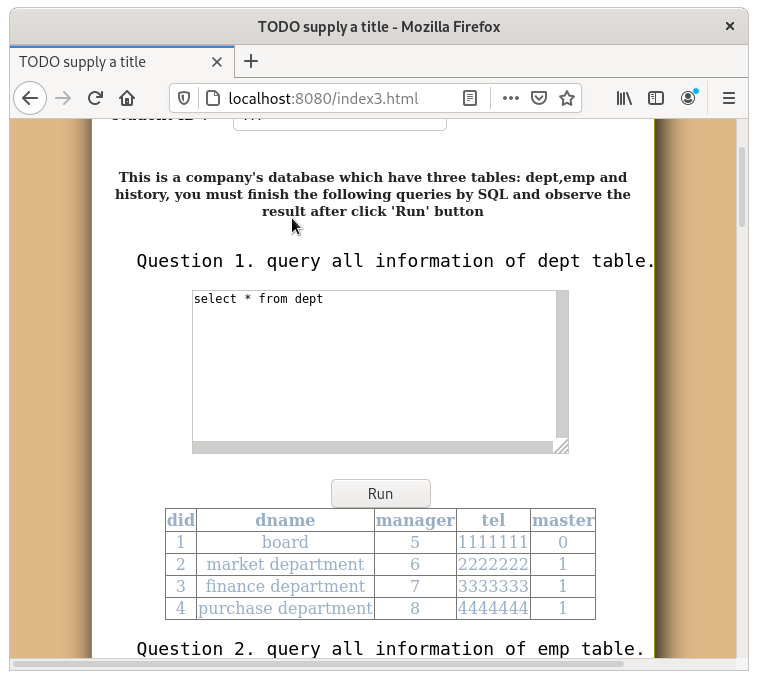 TODO supply a title - Mozilla Firefox
TODO supply a title
localhost:8080/index3.html
This is a company's database which have three tables: dept,emp and
history, you must finish the following queries by SQL and observe the
result after click 'Run' button
Question 1. query all information of dept table.
select * from dept
Run
did dname manager tel master
1 board 5 1111111 0
2 market department 6 2222222 1
3 finance department 7 3333333 1
4 purchase department 8 4444444 1
Question 2. query all information of emp table.